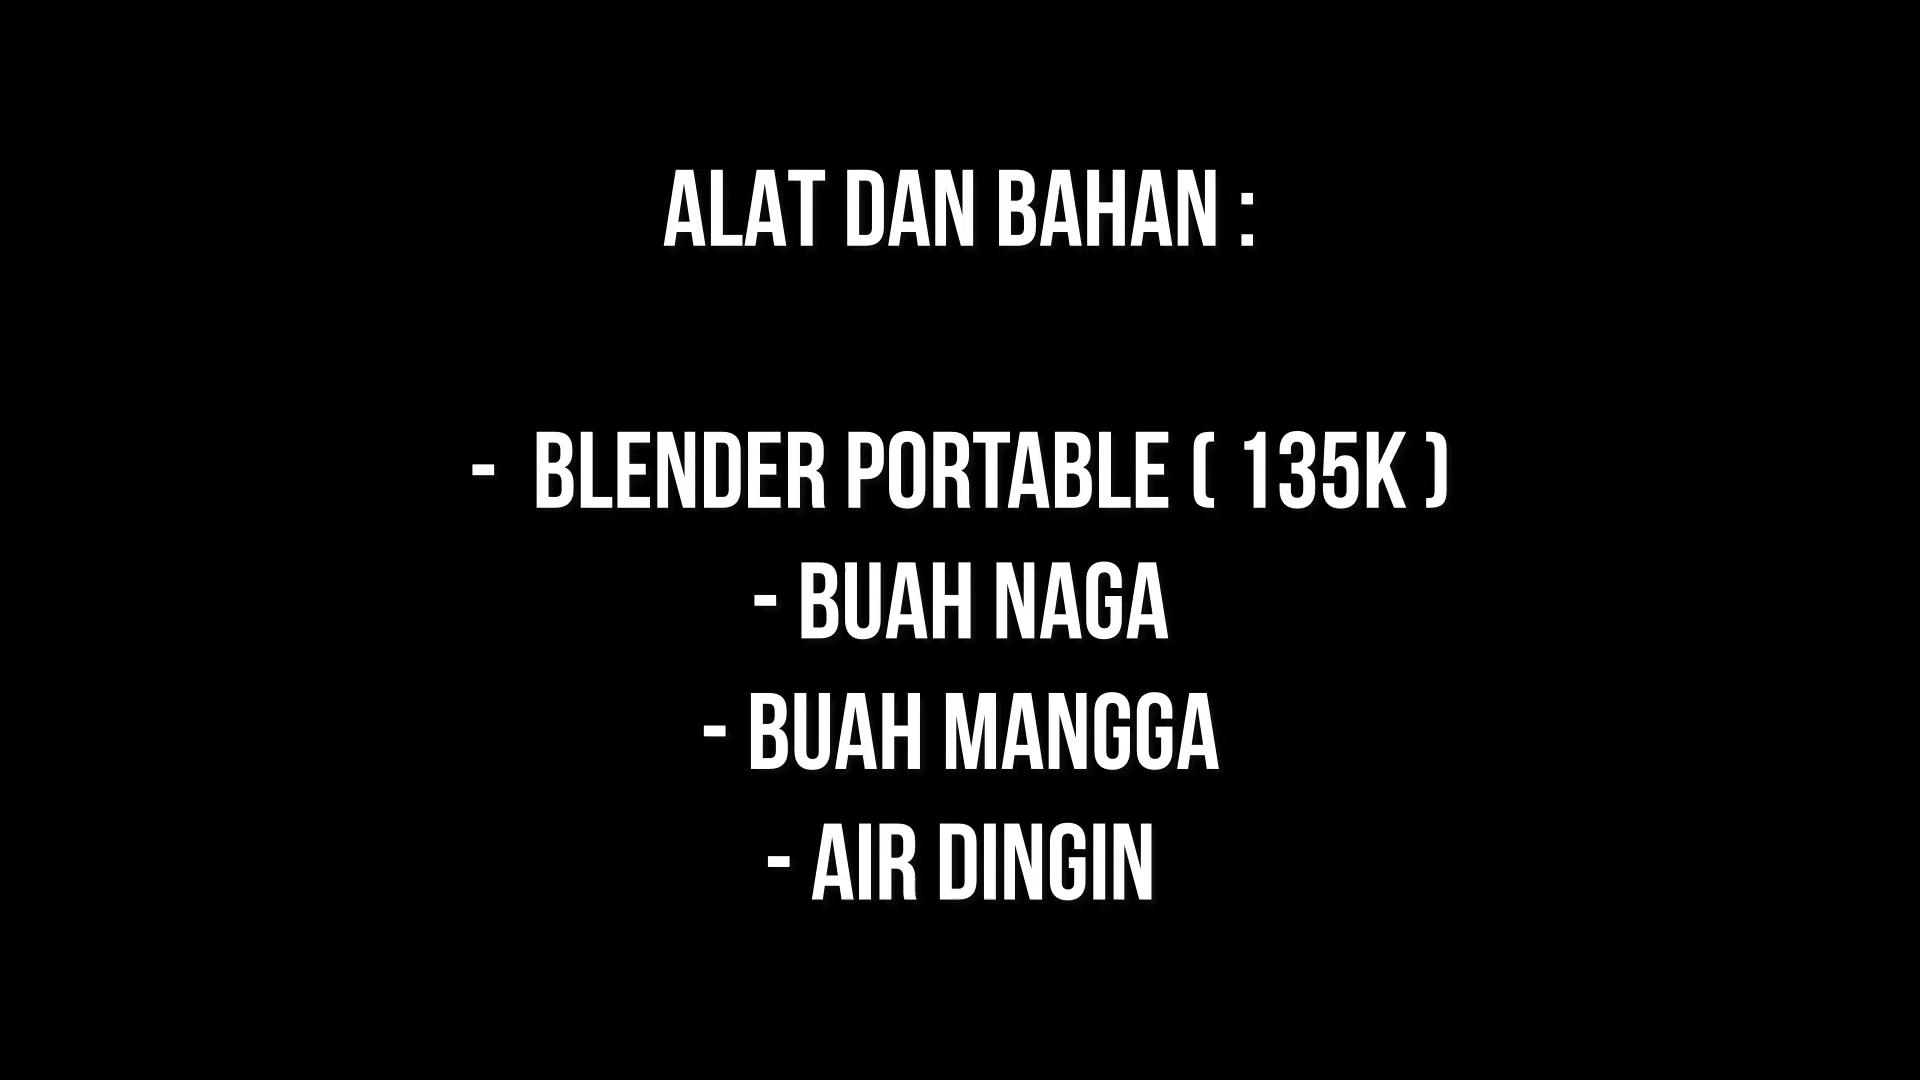 ALAT DAN BAHAN :
- BLENDER PORTABLE ( 135K )
- BUAH NAGA
- BUAH MANGGA
- AIR DINGIN